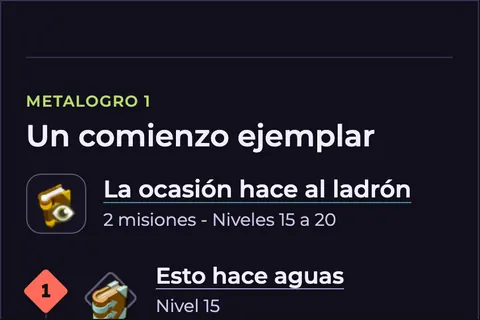 METALOGRO 1
Un comienzo ejemplar
La ocasión hace al ladrón
2 misiones - Niveles 15 a 20
Esto hace aguas
1
Nivel 15